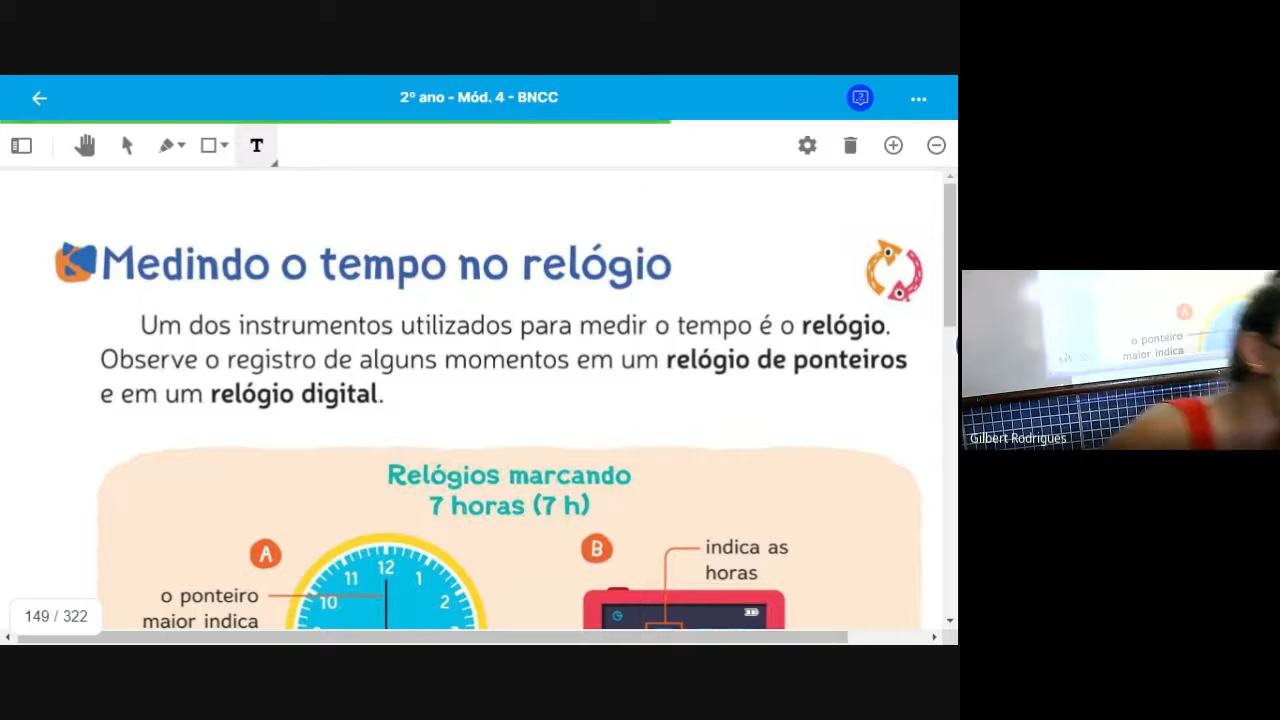 2º ano - Mód. 4 - BNCC
T
Medindo o tempo no relógio
Um dos instrumentos utilizados para medir o tempo é o relógio.
Observe o registro de alguns momentos em um relógio de ponteiros
e em um relógio digital.
Relógios marcando
7 horas (7 h)
A
12
11
1
10
2
o ponteiro
maior indica
B
indica as
horas
149 / 322
A
o ponteiro
maior indica
Gilbert Rodrigues